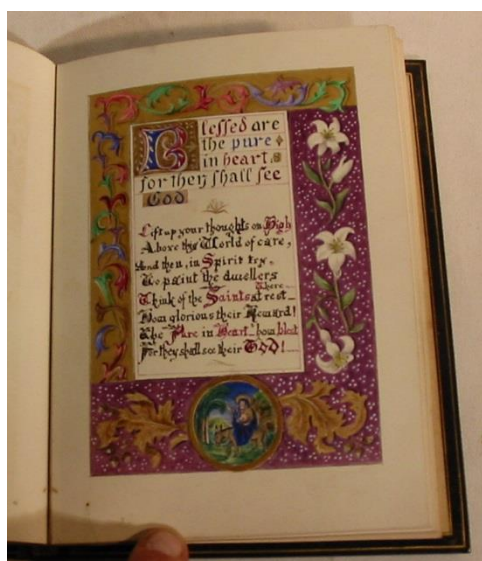 Blessed are
the pure
in heart
for they shall see
God
Lift up your thoughts on High
Above this World of care,
And then, in Spirit try,
To paint the dwellers There
Think of the Saints at rest
How glorious their Reward!
The Pure in Heart how blest
For they shall see their GOD!